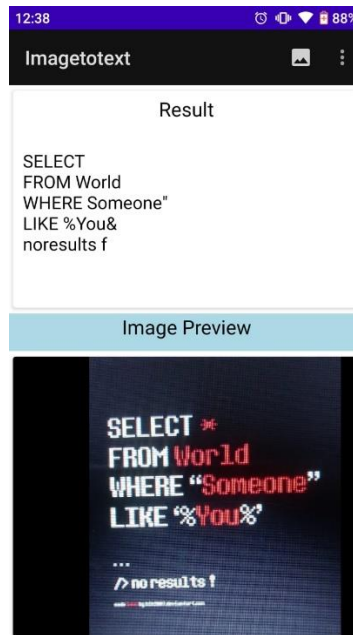 12:38 88%
Imagetotext
Result
SELECT
FROM World
WHERE Someone"
LIKE %You&
noresults f
Image Preview
SELECT *
FROM World
WHERE “Someone”
LIKE ‘%You%’
...
/> no results !